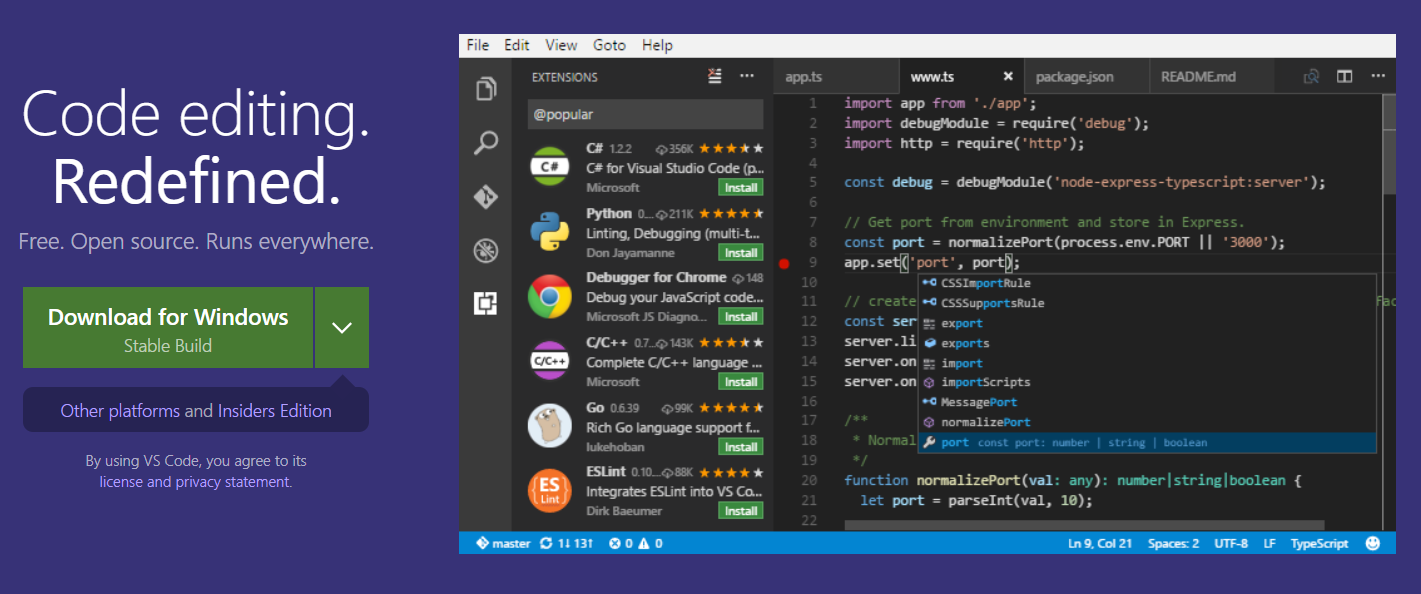 Code editing.
Redefined.
Free. Open source. Runs everywhere.
Download for Windows
Stable Build
Other platforms and Insiders Edition
By using VS Code, you agree to its
license and privacy statement.
File Edit View Goto Help
EXTENSIONS
@popular
C# 1.2.2 356K
C#
C# for Visual Studio Code (p...
Microsoft Install
Python 0... 211K
Linting, Debugging (multi-t...
Don Jayamanne Install
Debugger for Chrome 148
Debug your JavaScript code...
Microsoft JS Diagno... Install
C/C++ 0.7... 143K
C/C++
Complete C/C++ language ...
Microsoft Install
Go 0.6.39 99K
Rich Go language support f...
lukehoban Install
ESLint 0.10... 88K
ES
Lint
Integrates ESLint into VS Co...
Dirk Baeumer Install
app.ts www.ts package.json README.md
1 import app from './app';
2 import debugModule = require('debug');
3 import http = require('http');
4
5 const debug = debugModule('node-express-typescript:server');
6
7 // Get port from environment and store in Express.
8 const port = normalizePort(process.env.PORT || '3000');
9 app.set('port', port);
10
11 // create fac
12 const ser
13 server.li
14 server.on
15 server.on
16
17 /**
18 * Normal
19 */
20 function normalizePort(val: any): number|string|boolean {
21 let port = parseInt(val, 10);
22
CSSImportRule
CSSSupportsRule
export
exports
import
importScripts
MessagePort
normalizePort
port const port: number | string | boolean
master 1↓ 13↑ 0 0
Ln 9, Col 21 Spaces: 2 UTF-8 LF TypeScript